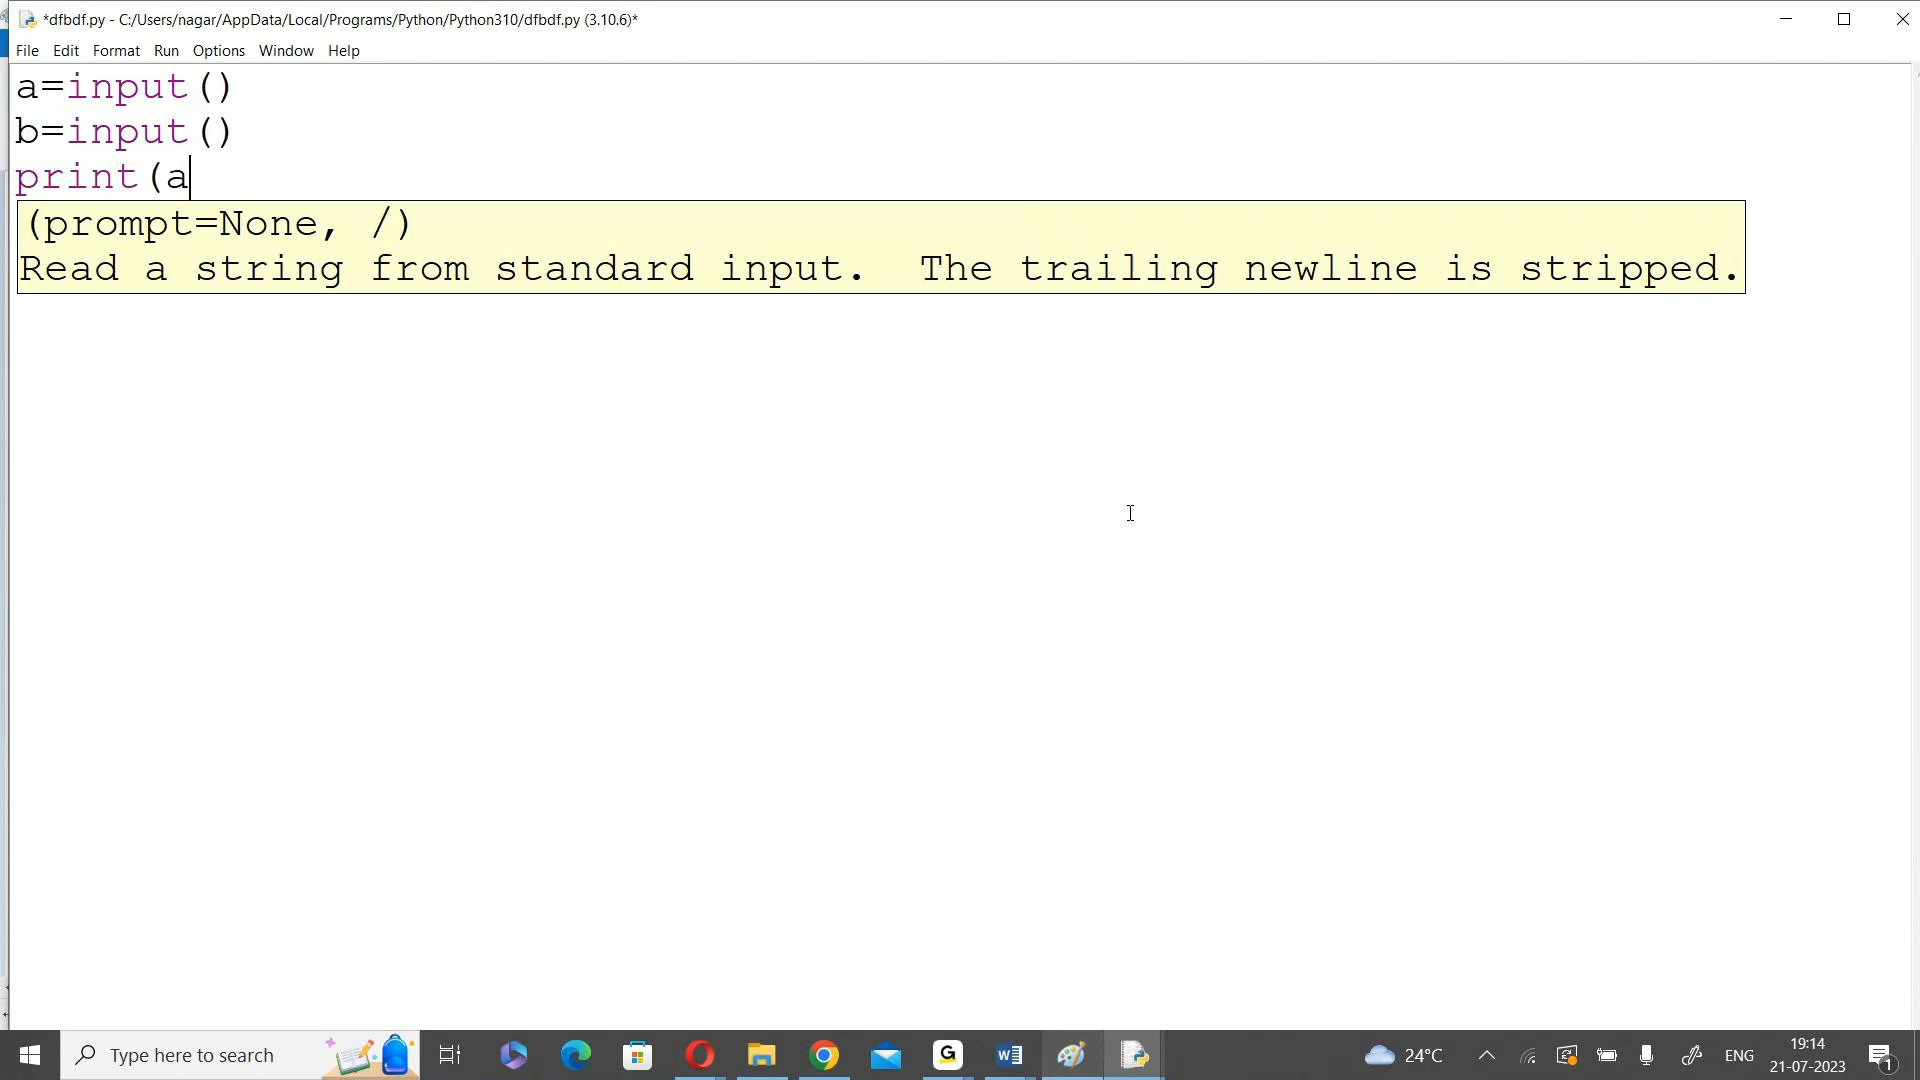 *dfbdf.py - C:/Users/nagar/AppData/Local/Programs/Python/Python310/dfbdf.py (3.10.6)*
File Edit Format Run Options Window Help
a=input()
b=input()
print(a
(prompt=None, /)
Read a string from standard input.  The trailing newline is stripped.
Type here to search
24°C
ENG
19:14
21-07-2023
1